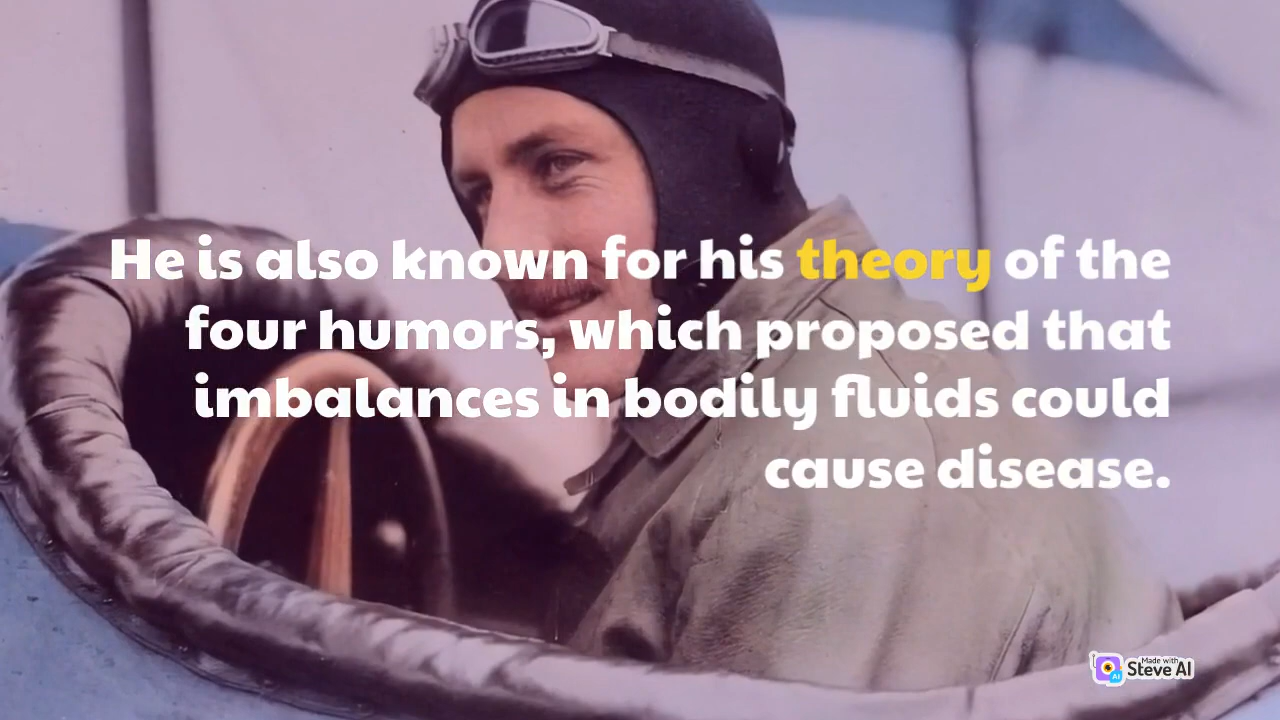 He is also known for his theory of the
four humors, which proposed that
imbalances in bodily fluids could
cause disease.
Made with
Steve AI
AI